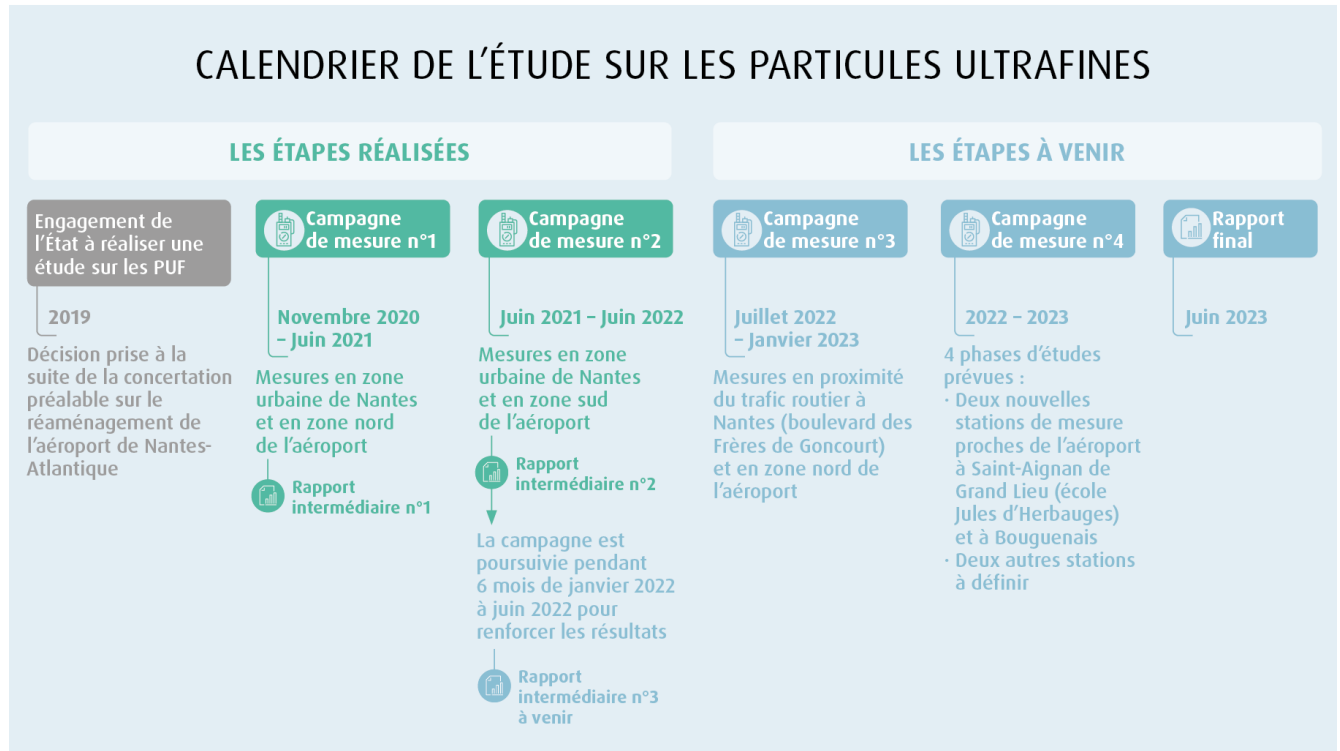 CALENDRIER DE L'ÉTUDE SUR LES PARTICULES ULTRAFINES
LES ÉTAPES RÉALISÉES
Engagement de
l'État à réaliser une
étude sur les PUF
2019
Décision prise à la
suite de la concertation
préalable sur le
réaménagement de
l'aéroport de Nantes-
Atlantique
Campagne
de mesure n°1
Novembre 2020
– Juin 2021
Mesures en zone
urbaine de Nantes
et en zone nord
de l'aéroport
Rapport
intermédiaire n°1
Campagne
de mesure n°2
Juin 2021 – Juin 2022
Mesures en zone
urbaine de Nantes
et en zone sud
de l'aéroport
Rapport
intermédiaire n°2
La campagne est
poursuivie pendant
6 mois de janvier 2022
à juin 2022 pour
renforcer les résultats
Rapport
intermédiaire n°3
à venir
LES ÉTAPES À VENIR
Campagne
de mesure n°3
Juillet 2022
– Janvier 2023
Mesures en proximité
du trafic routier à
Nantes (boulevard des
Frères de Goncourt)
et en zone nord de
l'aéroport
Campagne
de mesure n°4
2022 – 2023
4 phases d'études
prévues :
· Deux nouvelles
stations de mesure
proches de l'aéroport
à Saint-Aignan de
Grand Lieu (école
Jules d'Herbauges)
et à Bouguenais
· Deux autres stations
à définir
Rapport
final
Juin 2023